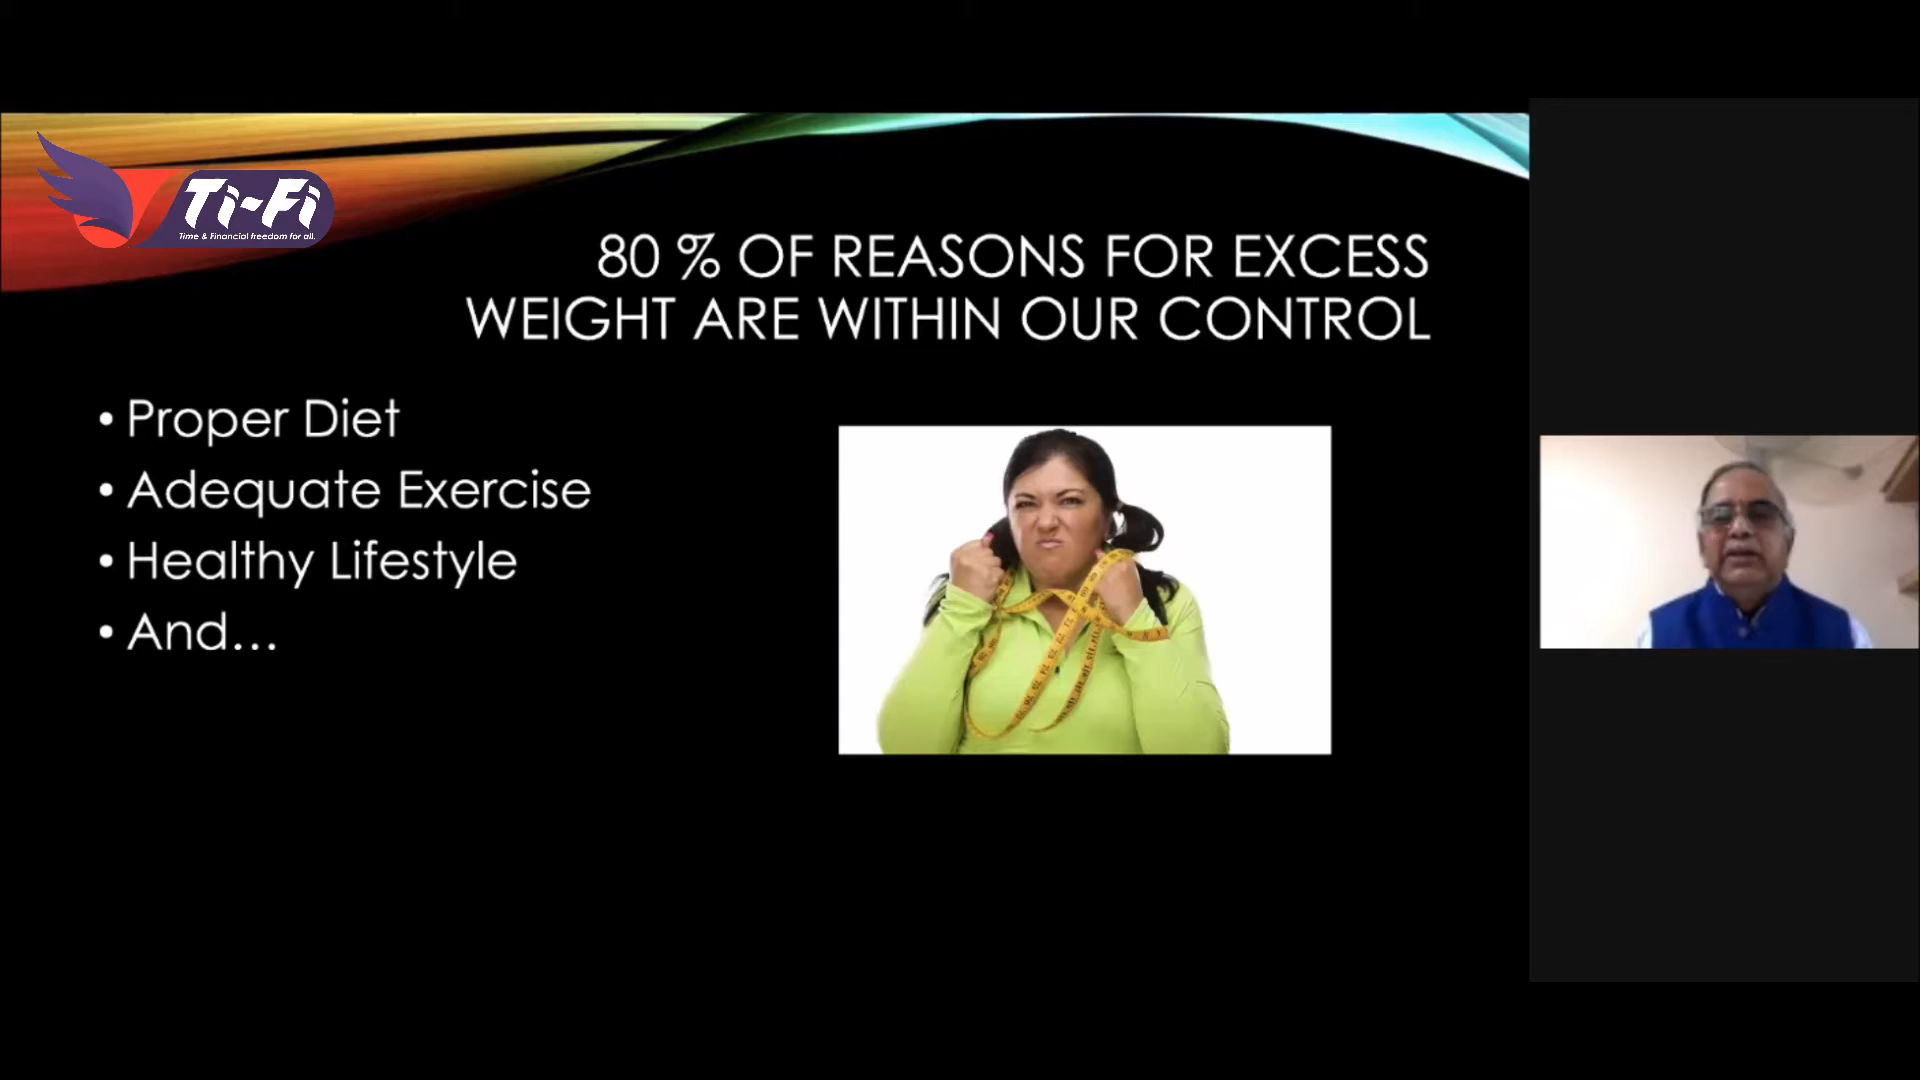 Ti-Fi
Time & Financial freedom for all.
80 % OF REASONS FOR EXCESS
WEIGHT ARE WITHIN OUR CONTROL
• Proper Diet
• Adequate Exercise
• Healthy Lifestyle
• And…